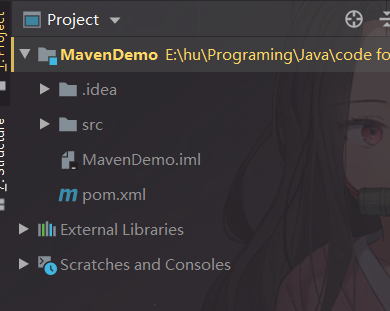 1: Project
Project
MavenDemo E:\hu\Programing\Java\code fo
.idea
src
MavenDemo.iml
m pom.xml
External Libraries
Scratches and Consoles
7: Structure